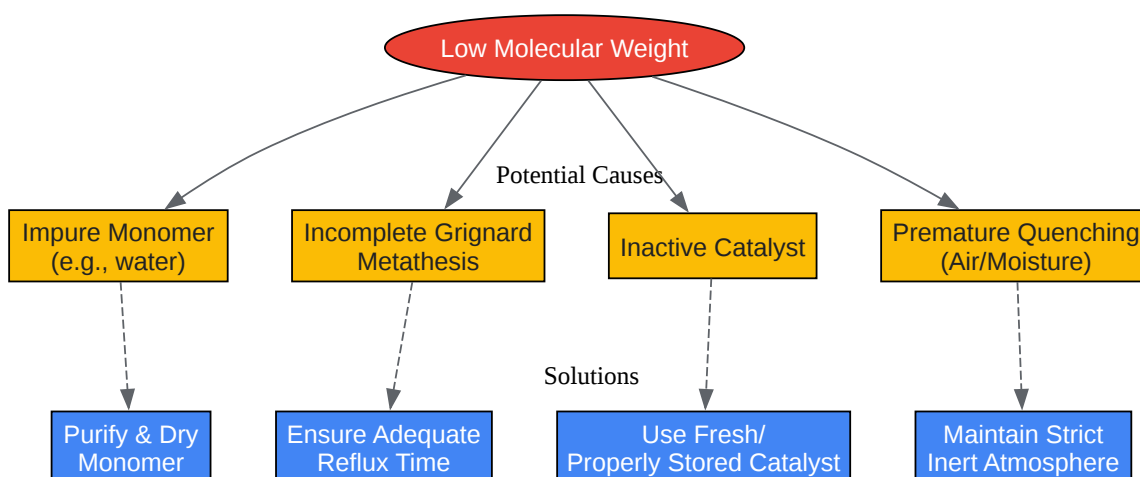 Low Molecular Weight
Potential Causes
Impure Monomer
(e.g., water)
Incomplete Grignard
Metathesis
Inactive Catalyst
Premature Quenching
(Air/Moisture)
Solutions
Purify & Dry
Monomer
Ensure Adequate
Reflux Time
Use Fresh/
Properly Stored Catalyst
Maintain Strict
Inert Atmosphere